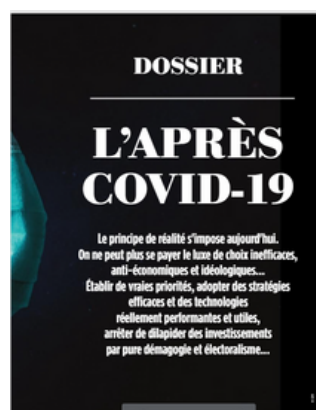 DOSSIER
L'APRÈS
COVID-19
Le principe de réalité s'impose aujourd'hui.
On ne peut plus se payer le luxe de choix inefficaces,
anti-économiques et idéologiques...
Établir de vraies priorités, adopter des stratégies
efficaces et des technologies
réellement performantes et utiles,
arrêter de dilapider des investissements
par pure démagogie et électoralisme...